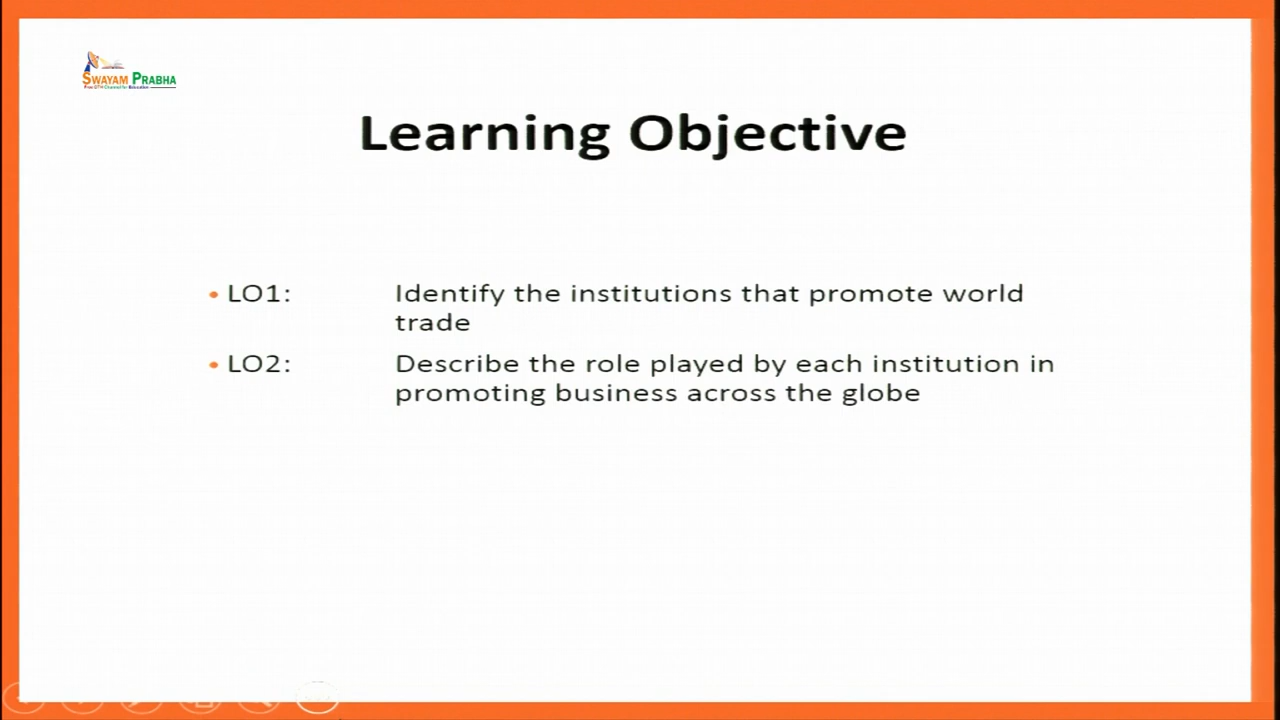 SWAYAM PRABHA
Learning Objective
• LO1: Identify the institutions that promote world
trade
• LO2: Describe the role played by each institution in
promoting business across the globe